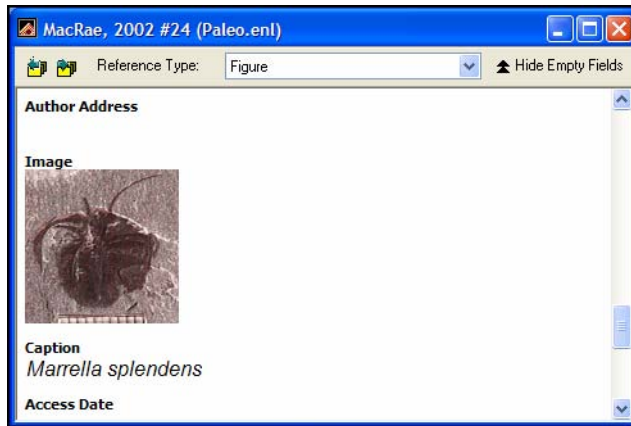 MacRae, 2002 #24 (Paleo.enl)
Reference Type: Figure Hide Empty Fields
Author Address
Image
Caption
Marrella splendens
Access Date